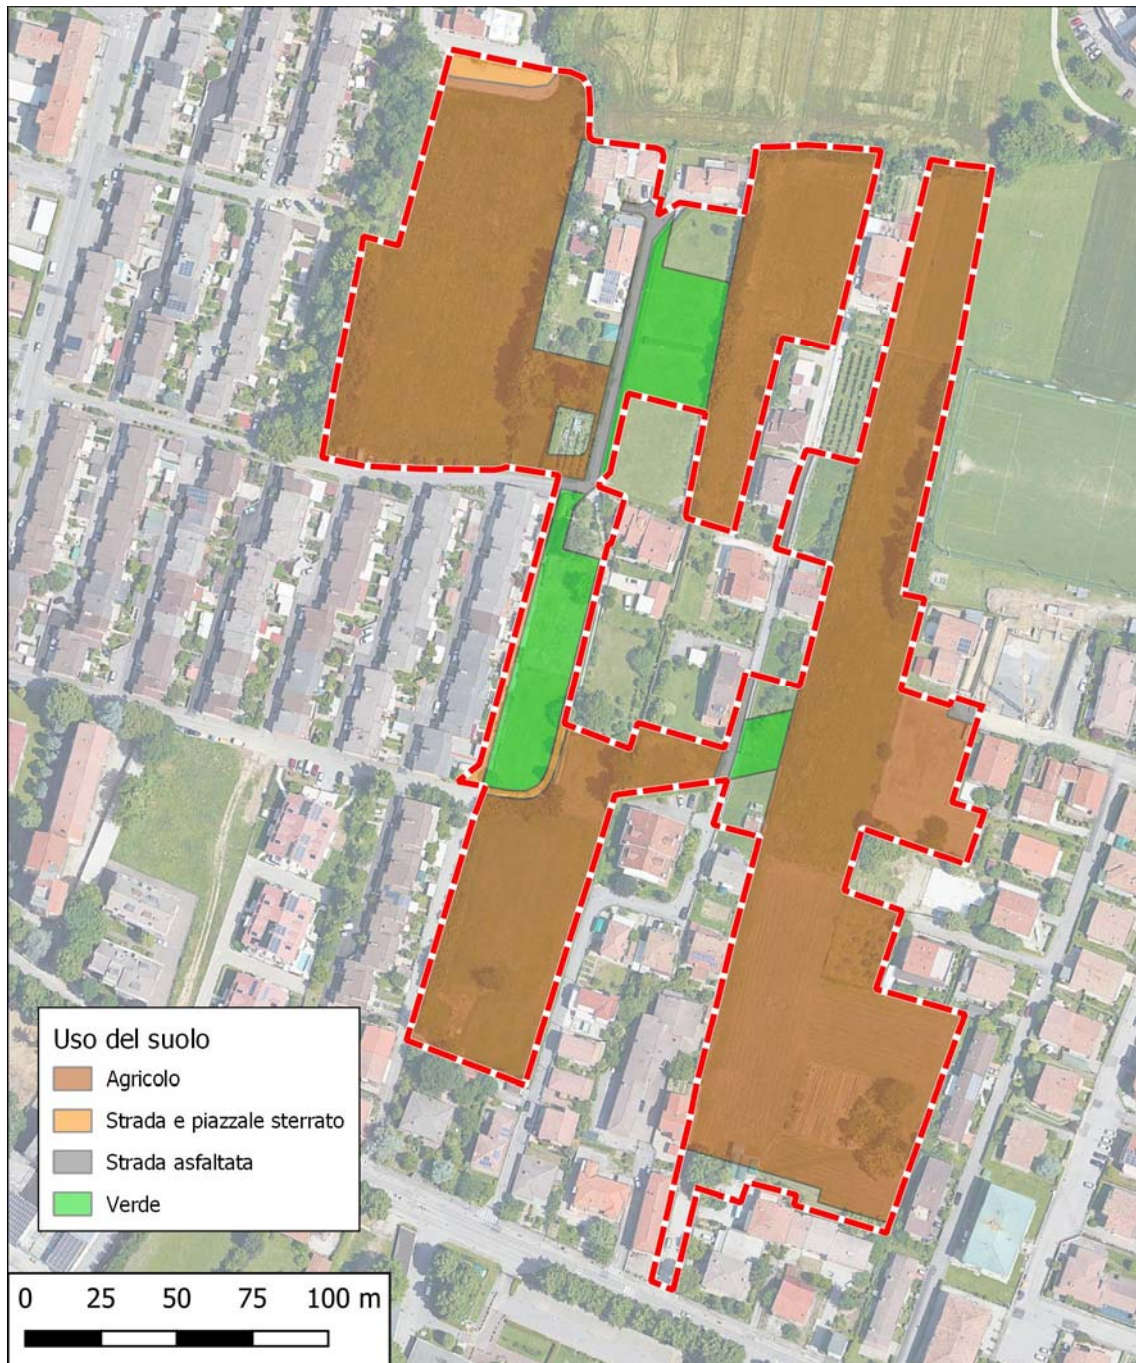 Uso del suolo
Agricolo
Strada e piazzale sterrato
Strada asfaltata
Verde
0 25 50 75 100 m